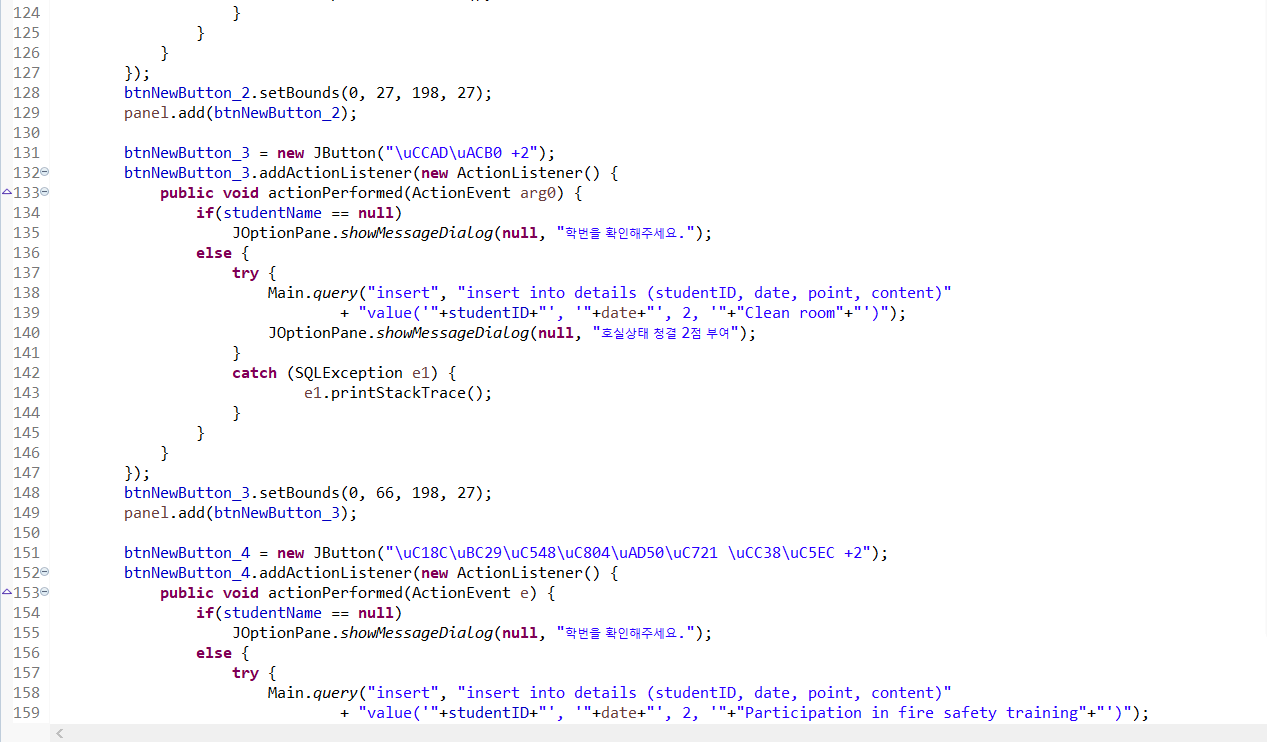 124 }
125 }
126 }
127 });
128 btnNewButton_2.setBounds(0, 27, 198, 27);
129 panel.add(btnNewButton_2);
130
131 btnNewButton_3 = new JButton("\uCCAD\uACB0 +2");
132 btnNewButton_3.addActionListener(new ActionListener() {
133 public void actionPerformed(ActionEvent arg0) {
134 if(studentName == null)
135 JOptionPane.showMessageDialog(null, "학번을 확인해주세요.");
136 else {
137 try {
138 Main.query("insert", "insert into details (studentID, date, point, content)"
139 + "value('"+studentID+"', '"+date+"', 2, '"+"Clean room"+"')");
140 JOptionPane.showMessageDialog(null, "호실상태 청결 2점 부여");
141 }
142 catch (SQLException e1) {
143 e1.printStackTrace();
144 }
145 }
146 }
147 });
148 btnNewButton_3.setBounds(0, 66, 198, 27);
149 panel.add(btnNewButton_3);
150
151 btnNewButton_4 = new JButton("\uC18C\uBC29\uC548\uC804\uAD50\uC721 \uCC38\uC5EC +2");
152 btnNewButton_4.addActionListener(new ActionListener() {
153 public void actionPerformed(ActionEvent e) {
154 if(studentName == null)
155 JOptionPane.showMessageDialog(null, "학번을 확인해주세요.");
156 else {
157 try {
158 Main.query("insert", "insert into details (studentID, date, point, content)"
159 + "value('"+studentID+"', '"+date+"', 2, '"+"Participation in fire safety training"+"')");